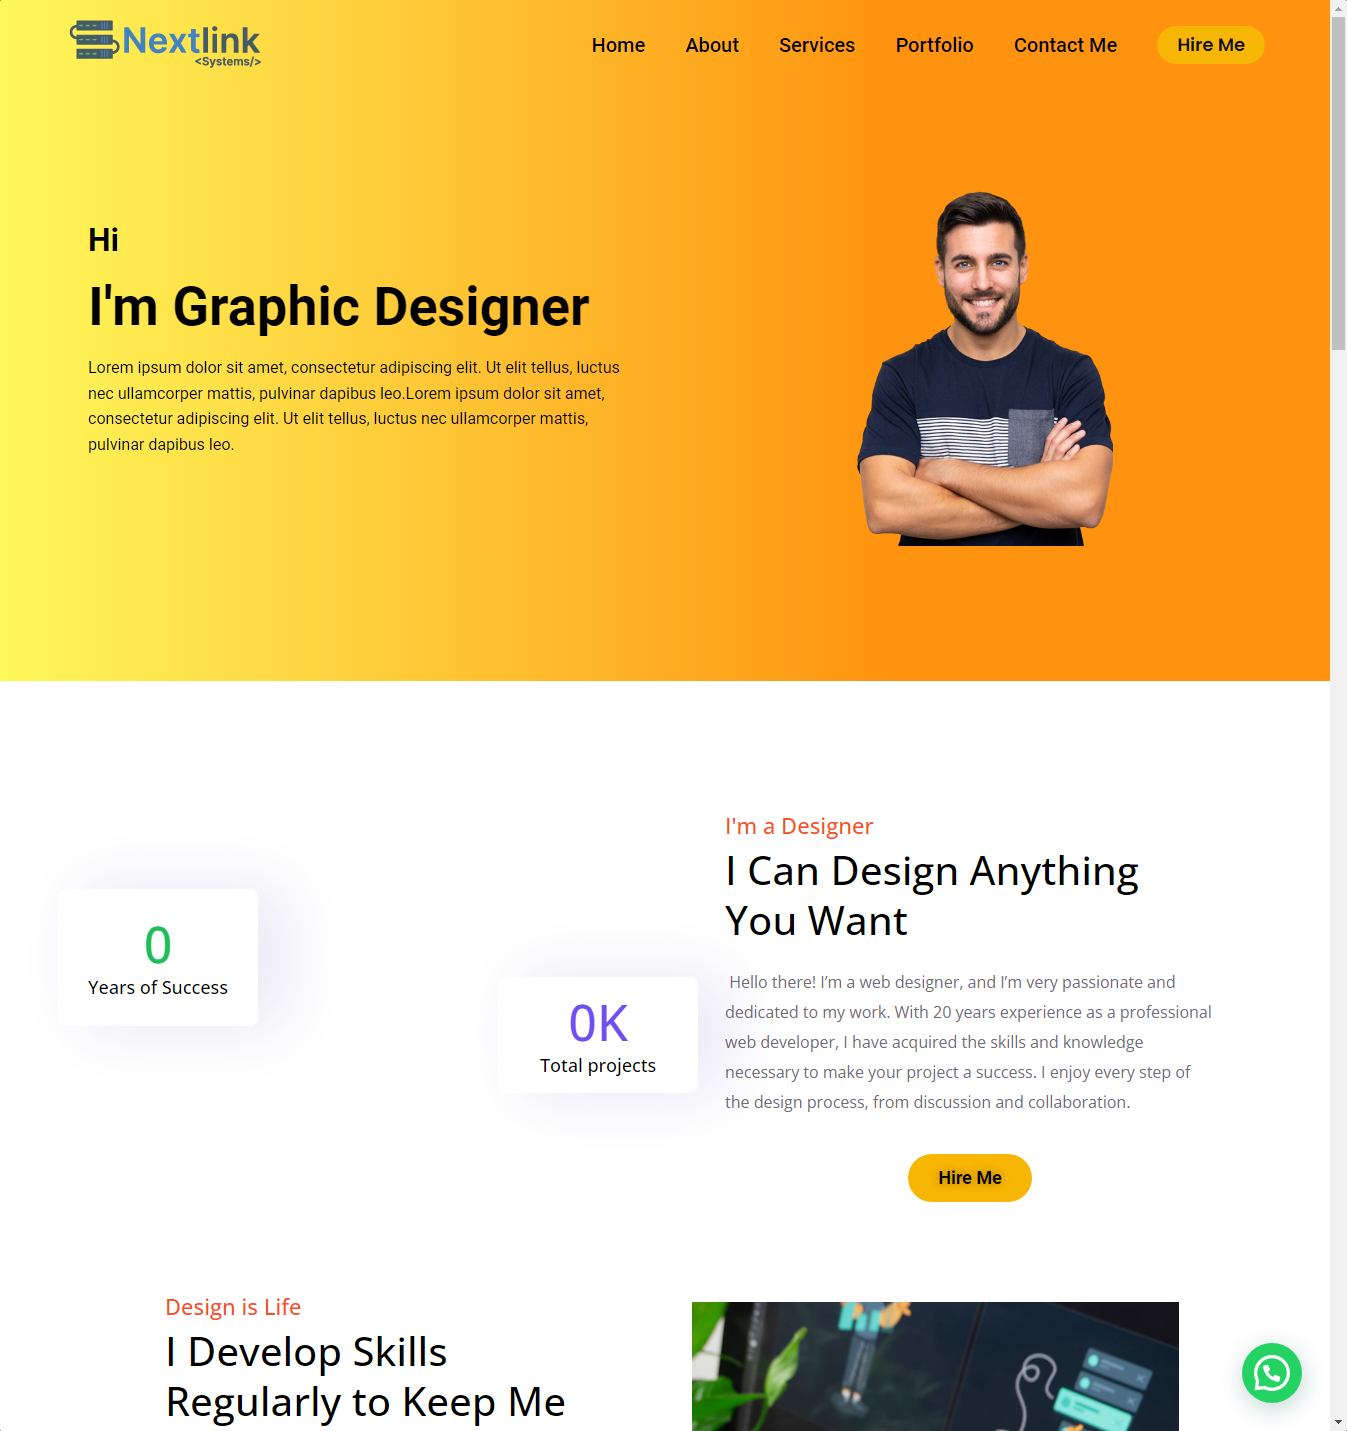 Nextlink
<Systems/>
Home
About
Services
Portfolio
Contact Me
Hire Me
Hi
I'm Graphic Designer
Lorem ipsum dolor sit amet, consectetur adipiscing elit. Ut elit tellus, luctus
nec ullamcorper mattis, pulvinar dapibus leo.Lorem ipsum dolor sit amet,
consectetur adipiscing elit. Ut elit tellus, luctus nec ullamcorper mattis,
pulvinar dapibus leo.
0
Years of Success
0K
Total projects
I'm a Designer
I Can Design Anything
You Want
Hello there! I’m a web designer, and I’m very passionate and
dedicated to my work. With 20 years experience as a professional
web developer, I have acquired the skills and knowledge
necessary to make your project a success. I enjoy every step of
the design process, from discussion and collaboration.
Hire Me
Design is Life
I Develop Skills
Regularly to Keep Me